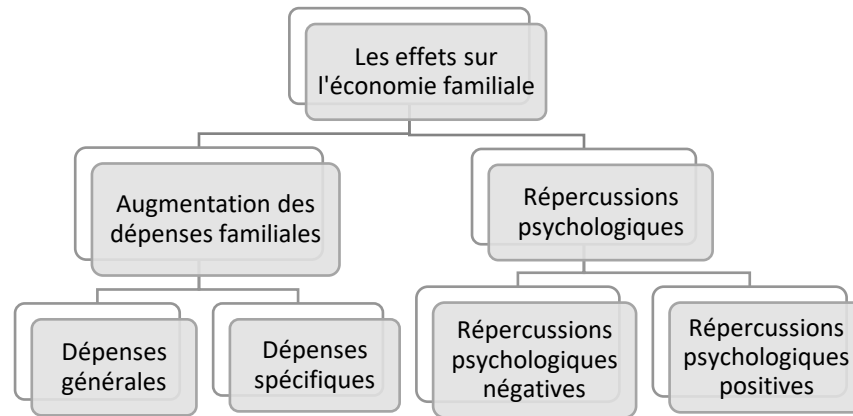 Les effets sur
l'économie familiale
Augmentation des
dépenses familiales
Répercussions
psychologiques
Dépenses
générales
Dépenses
spécifiques
Répercussions
psychologiques
négatives
Répercussions
psychologiques
positives